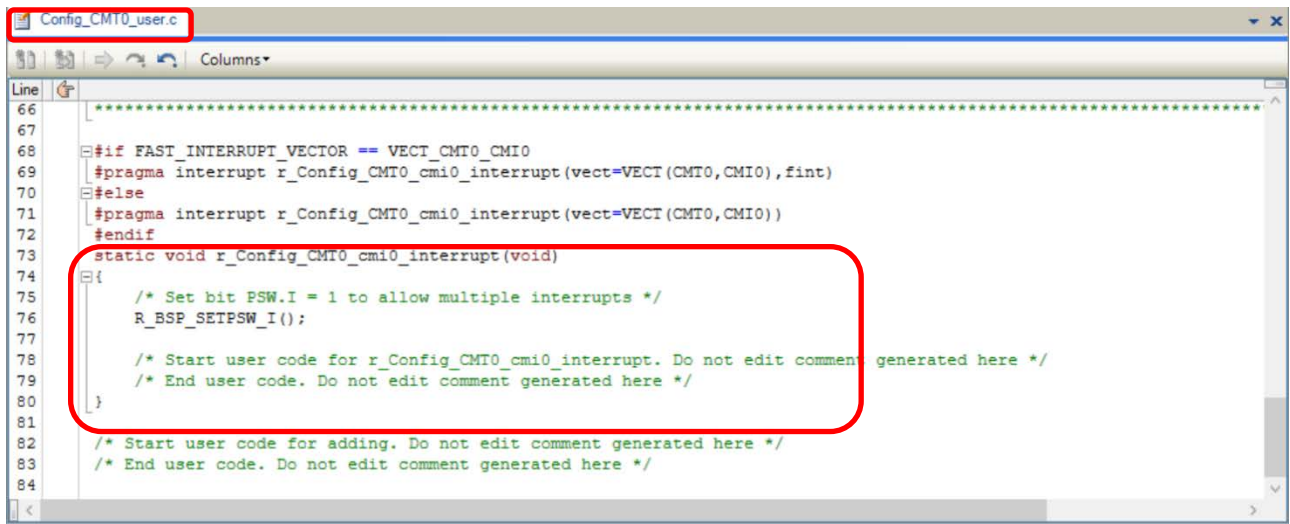 Config_CMT0_user.c
Columns
Line
66 ****************************************************************************************************************
67
68 #if FAST_INTERRUPT_VECTOR == VECT_CMT0_CMI0
69 #pragma interrupt r_Config_CMT0_cmi0_interrupt(vect=VECT(CMT0,CMI0),fint)
70 #else
71 #pragma interrupt r_Config_CMT0_cmi0_interrupt(vect=VECT(CMT0,CMI0))
72 #endif
73 static void r_Config_CMT0_cmi0_interrupt(void)
74 {
75 /* Set bit PSW.I = 1 to allow multiple interrupts */
76 R_BSP_SETPSW_I();
77
78 /* Start user code for r_Config_CMT0_cmi0_interrupt. Do not edit comment generated here */
79 /* End user code. Do not edit comment generated here */
80 }
81
82 /* Start user code for adding. Do not edit comment generated here */
83 /* End user code. Do not edit comment generated here */
84